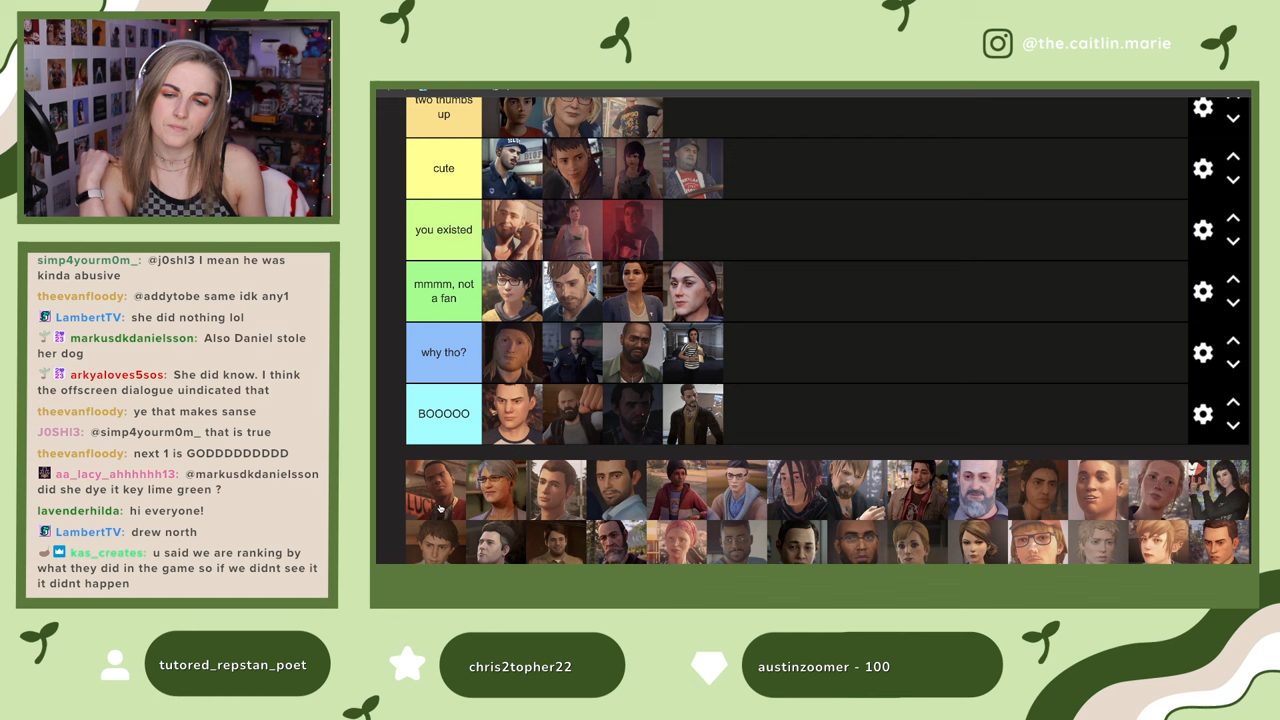 @the.caitlin.marie
two thumbs
up
cute
you existed
mmmm, not
a fan
why tho?
BOOOOO
simp4yourm0m_: @j0shl3 I mean he was
kinda abusive
theevanfloody: @addytobe same idk any1
LambertTV: she did nothing lol
markusdkdanielsson: Also Daniel stole
her dog
arkyaloves5sos: She did know. I think
the offscreen dialogue uindicated that
theevanfloody: ye that makes sanse
J0SHI3: @simp4yourm0m_ that is true
theevanfloody: next 1 is GODDDDDDDDD
aa_lacy_ahhhhhh13: @markusdkdanielsson
did she dye it key lime green ?
lavenderhilda: hi everyone!
LambertTV: drew north
kas_creates: u said we are ranking by
what they did in the game so if we didnt see it
it didnt happen
tutored_repstan_poet
chris2topher22
austinzoomer - 100